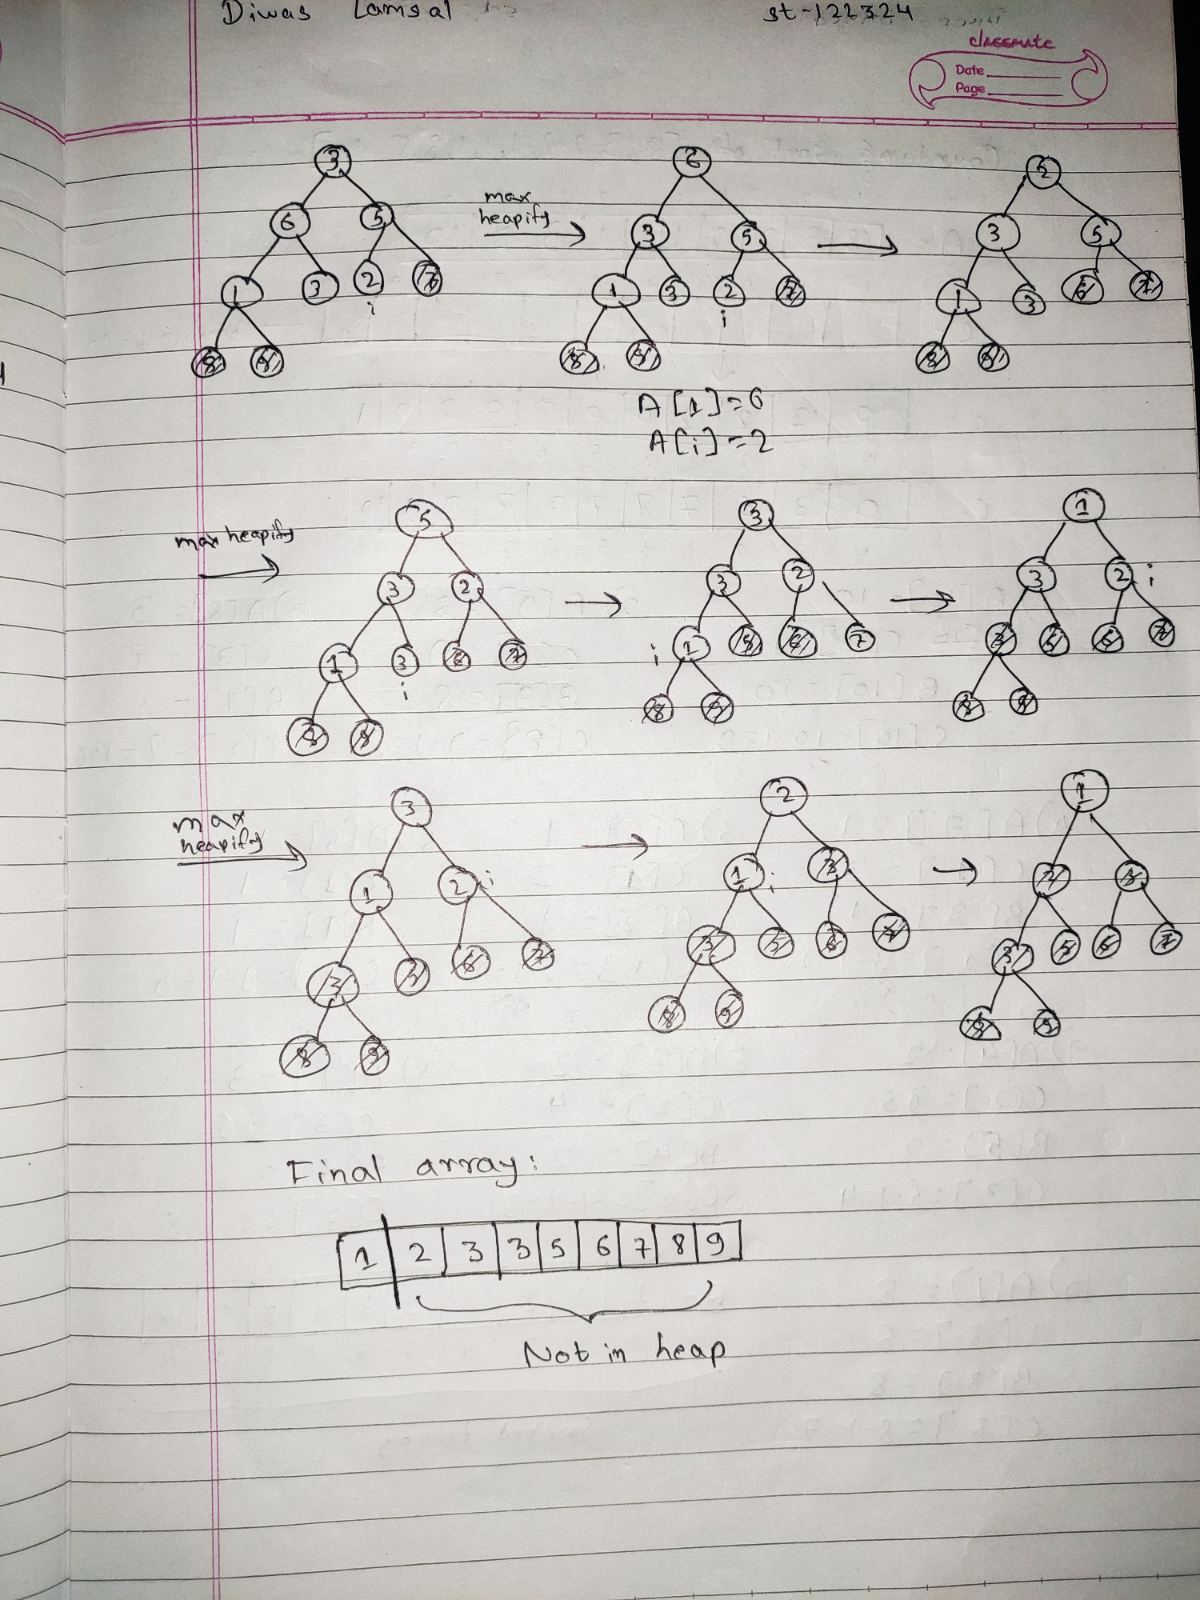 Diwas Lamsal st-122324
classmate
Date
Page
3 6 2
6 5 max heapify 3 5 3 5
1 3 2 7 1 3 2 7 1 3 6 7
i i
8 9 8 9 8 9
A[1]=6
A[i]=2
5 3 1
max heapify 3 2 3 2 3 2 i
1 3 6 7 i 1 5 6 7 3 5 6 7
i
8 9 8 9 8 9
3 2 1
max heapify 1 2 i 1 i 3 2 3
3 5 6 7 3 5 6 7 3 5 6 7
8 9 8 9 8 9
Final array:
1 2 3 3 5 6 7 8 9
Not in heap